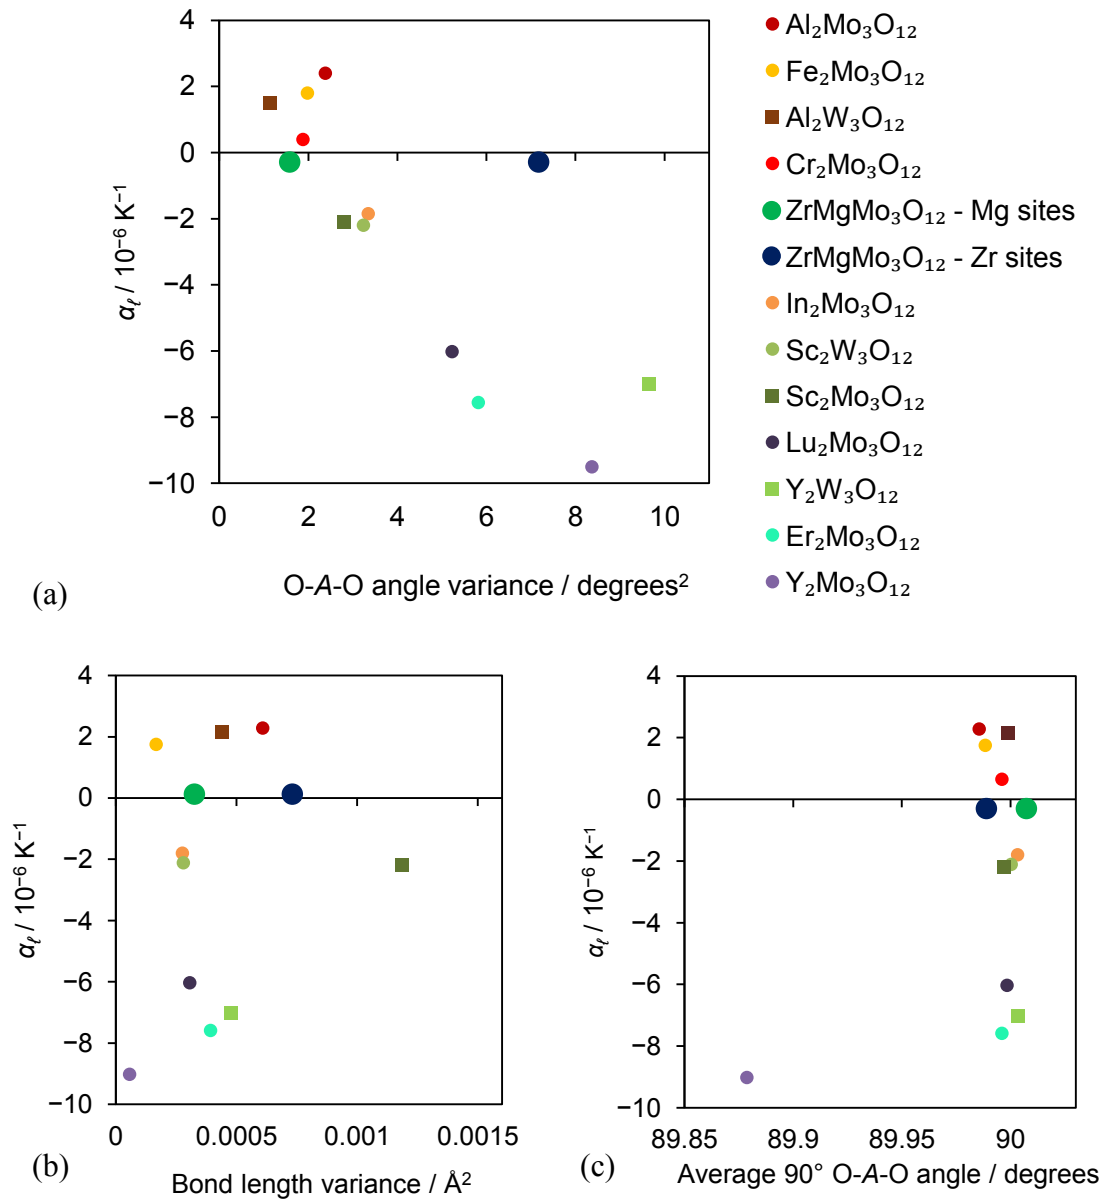 4
2
0
−2
−4
−6
−8
−10
0 2 4 6 8 10
αℓ / 10⁻⁶ K⁻¹
O-A-O angle variance / degrees²
(a)
Al₂Mo₃O₁₂
Fe₂Mo₃O₁₂
Al₂W₃O₁₂
Cr₂Mo₃O₁₂
ZrMgMo₃O₁₂ - Mg sites
ZrMgMo₃O₁₂ - Zr sites
In₂Mo₃O₁₂
Sc₂W₃O₁₂
Sc₂Mo₃O₁₂
Lu₂Mo₃O₁₂
Y₂W₃O₁₂
Er₂Mo₃O₁₂
Y₂Mo₃O₁₂
4
2
0
−2
−4
−6
−8
−10
0 0.0005 0.001 0.0015
αℓ / 10⁻⁶ K⁻¹
Bond length variance / Å²
(b)
4
2
0
−2
−4
−6
−8
−10
89.85 89.9 89.95 90
αℓ / 10⁻⁶ K⁻¹
Average 90° O-A-O angle / degrees
(c)